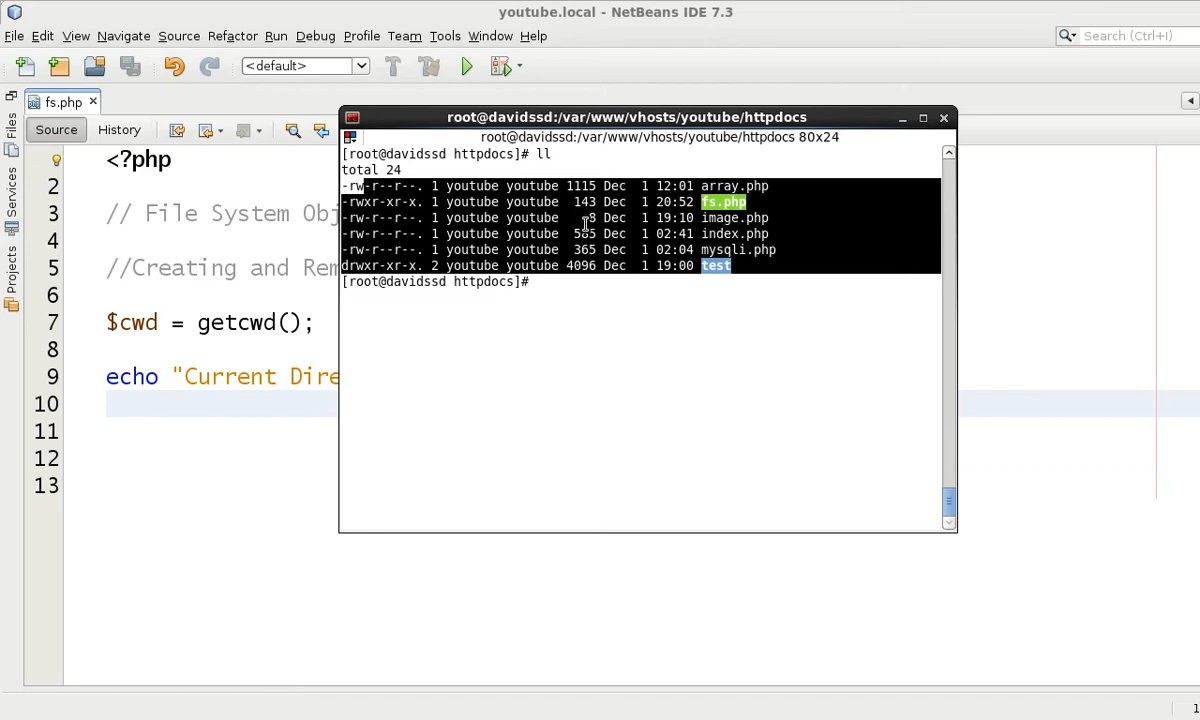 youtube.local - NetBeans IDE 7.3
File Edit View Navigate Source Refactor Run Debug Profile Team Tools Window Help
Search (Ctrl+I)
<default>
fs.php
Source History
Files
Services
Projects
<?php
2
3 // File System Obj
4
5 //Creating and Rem
6
7 $cwd = getcwd();
8
9 echo "Current Dire
10
11
12
13
root@davidssd:/var/www/vhosts/youtube/httpdocs
root@davidssd:/var/www/vhosts/youtube/httpdocs 80x24
[root@davidssd httpdocs]# ll
total 24
-rw-r--r--. 1 youtube youtube 1115 Dec 1 12:01 array.php
-rwxr-xr-x. 1 youtube youtube 143 Dec 1 20:52 fs.php
-rw-r--r--. 1 youtube youtube 8 Dec 1 19:10 image.php
-rw-r--r--. 1 youtube youtube 585 Dec 1 02:41 index.php
-rw-r--r--. 1 youtube youtube 365 Dec 1 02:04 mysqli.php
drwxr-xr-x. 2 youtube youtube 4096 Dec 1 19:00 test
[root@davidssd httpdocs]#
1